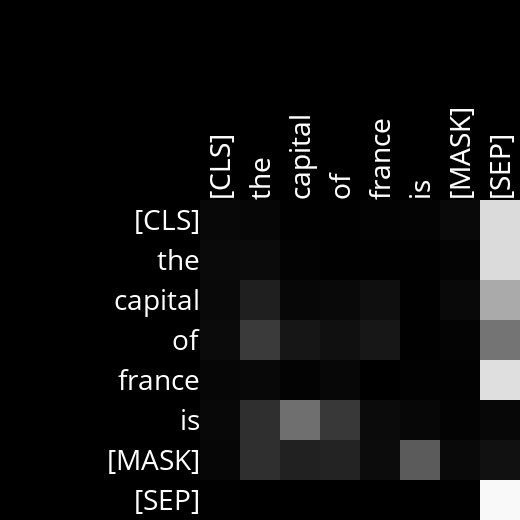 [CLS] the capital of france is [MASK] [SEP]
[CLS]
the
capital
of
france
is
[MASK]
[SEP]